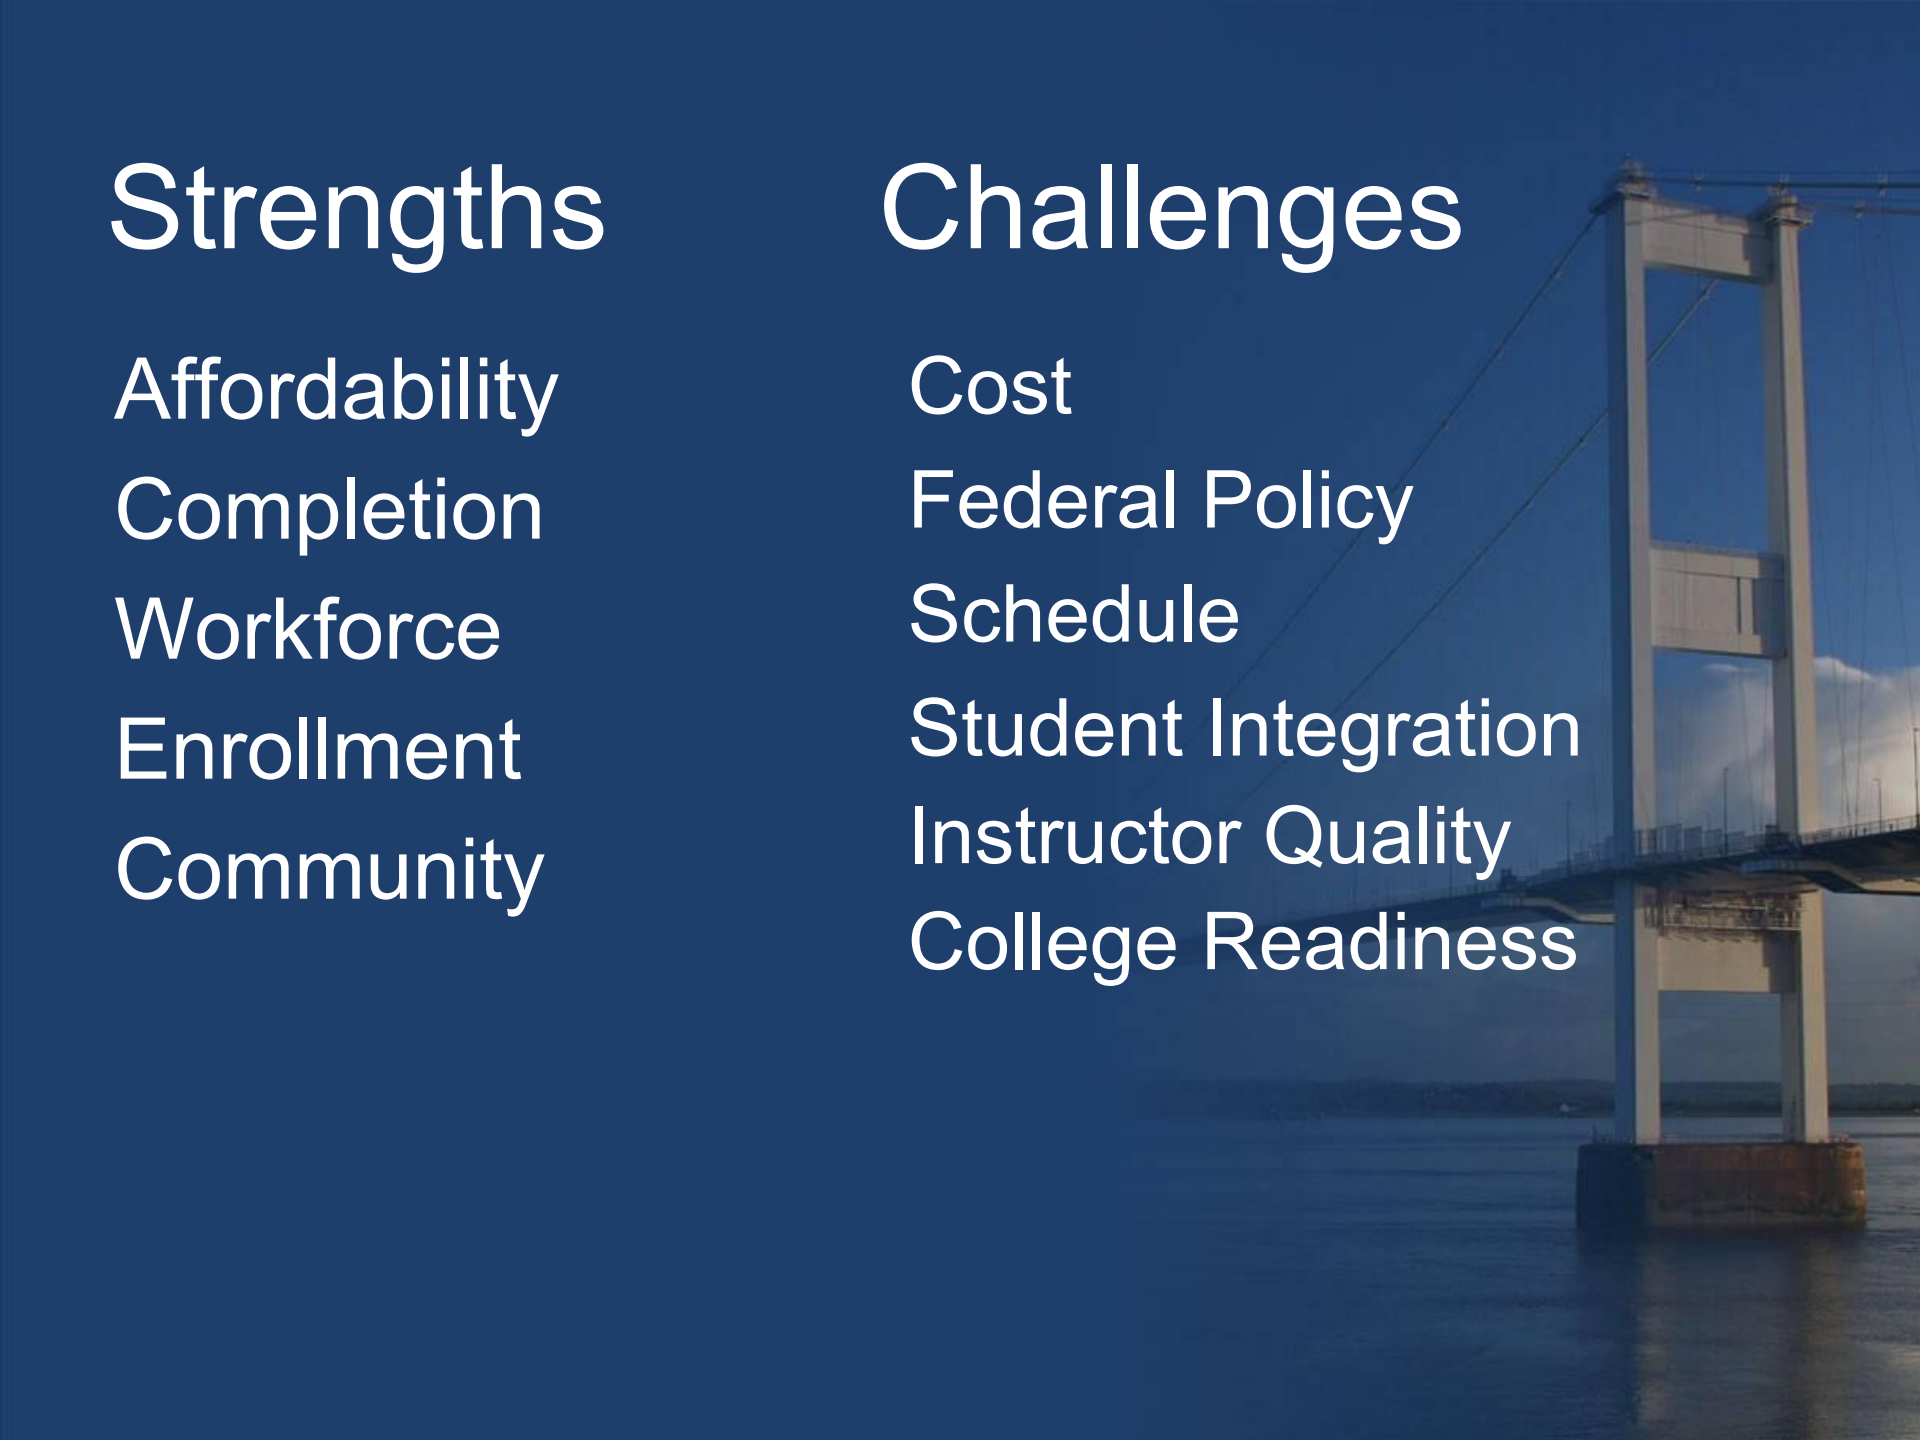 Strengths
Affordability
Completion
Workforce
Enrollment
Community
Challenges
Cost
Federal Policy
Schedule
Student Integration
Instructor Quality
College Readiness